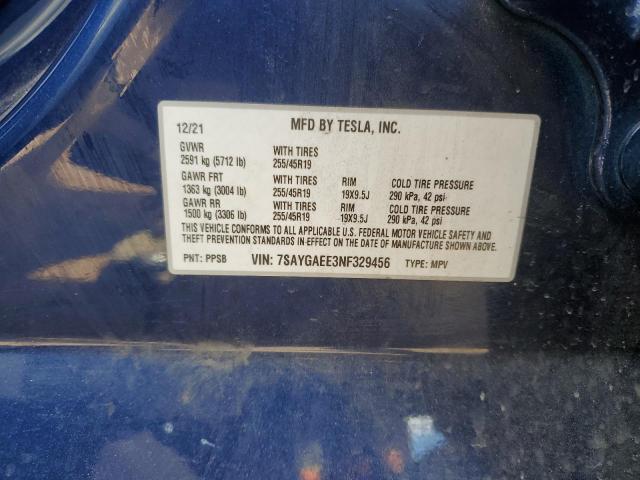 12/21 MFD BY TESLA, INC.
GVWR WITH TIRES
2591 kg (5712 lb) 255/45R19
GAWR FRT WITH TIRES RIM COLD TIRE PRESSURE
1363 kg (3004 lb) 255/45R19 19X9.5J 290 kPa, 42 psi
GAWR RR WITH TIRES RIM COLD TIRE PRESSURE
1500 kg (3306 lb) 255/45R19 19X9.5J 290 kPa, 42 psi
THIS VEHICLE CONFORMS TO ALL APPLICABLE U.S. FEDERAL MOTOR VEHICLE SAFETY AND
THEFT PREVENTION STANDARDS IN EFFECT ON THE DATE OF MANUFACTURE SHOWN ABOVE.
PNT: PPSB VIN: 7SAYGAEE3NF329456 TYPE: MPV